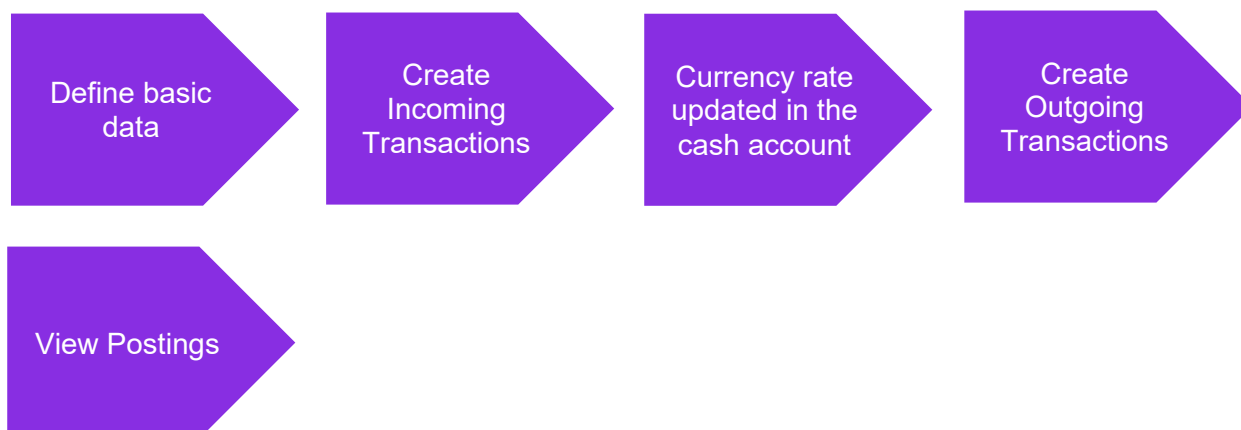 Define basic
data
Create
Incoming
Transactions
Currency rate
updated in the
cash account
Create
Outgoing
Transactions
View Postings